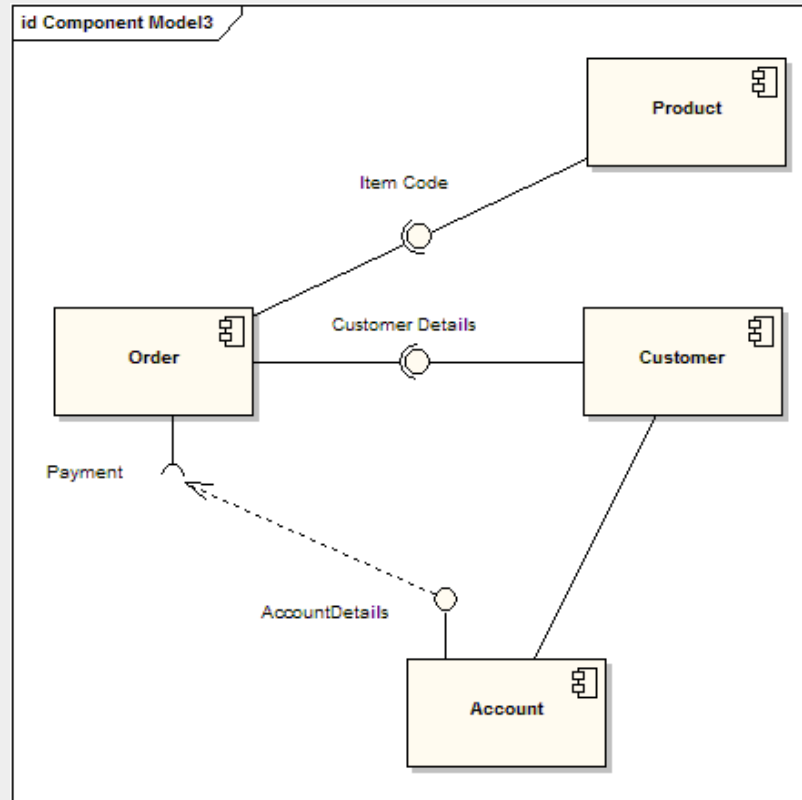 id Component Model3
Product
Item Code
Customer Details
Order
Customer
Payment
AccountDetails
Account